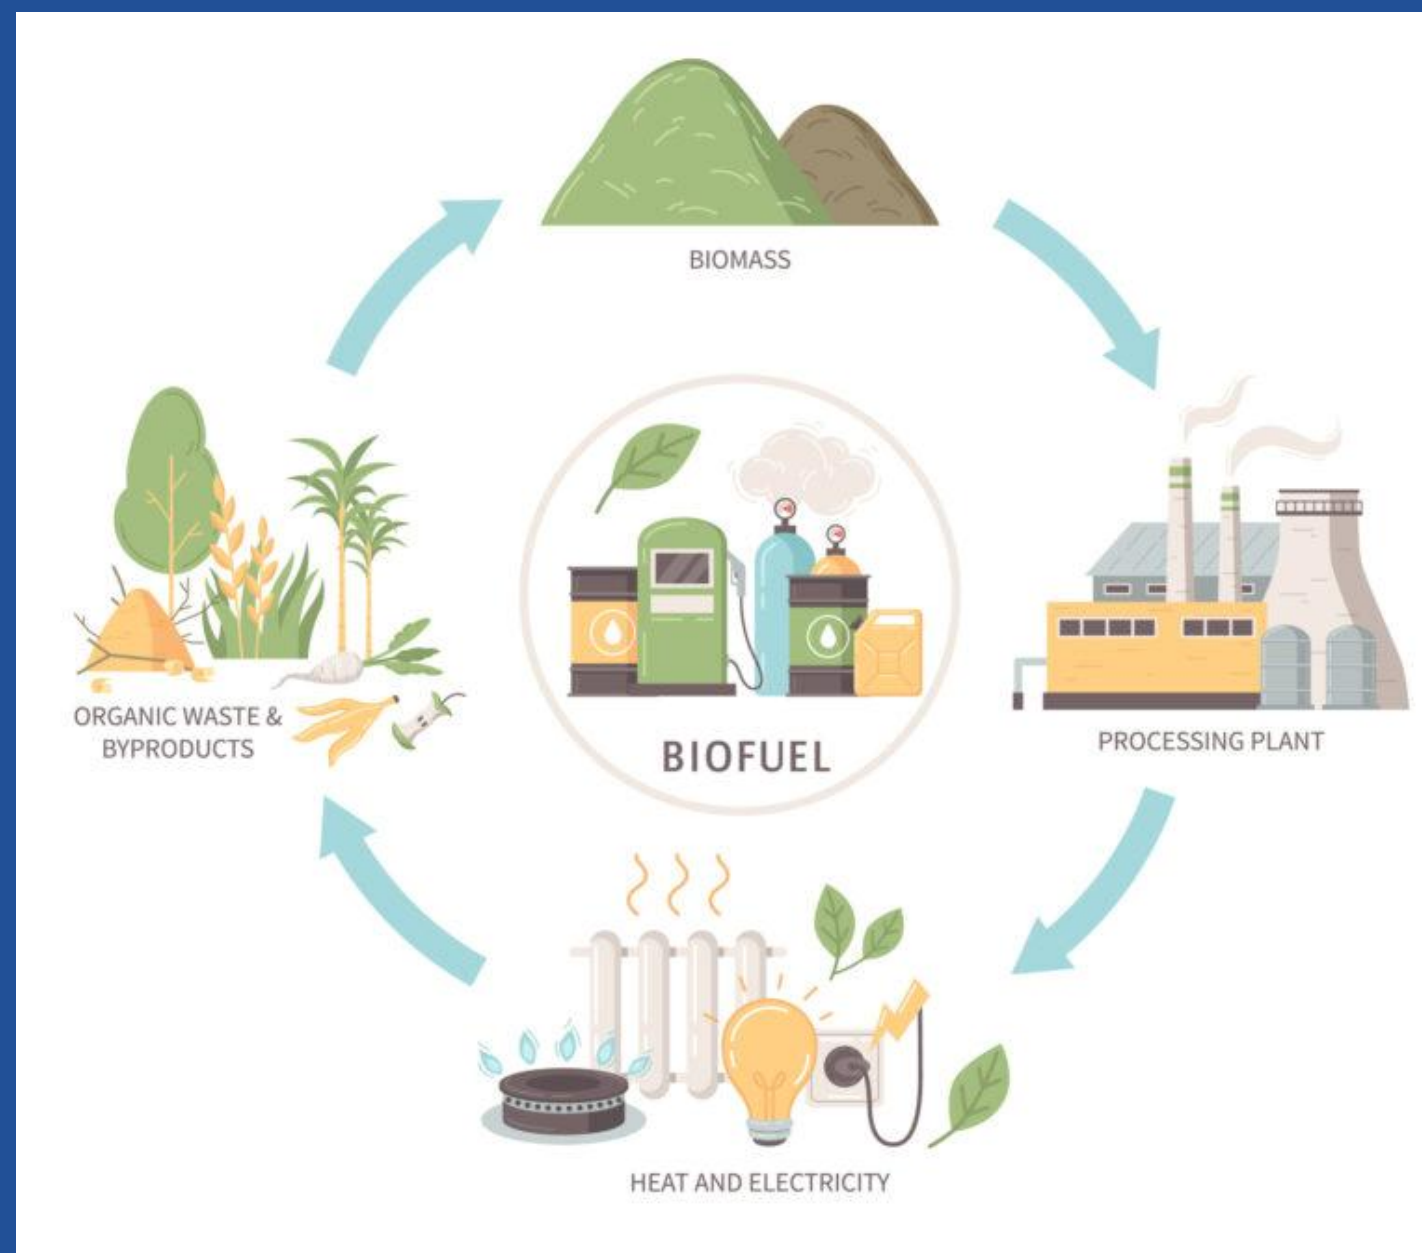 BIOMASS
ORGANIC WASTE &
BYPRODUCTS
BIOFUEL
PROCESSING PLANT
HEAT AND ELECTRICITY